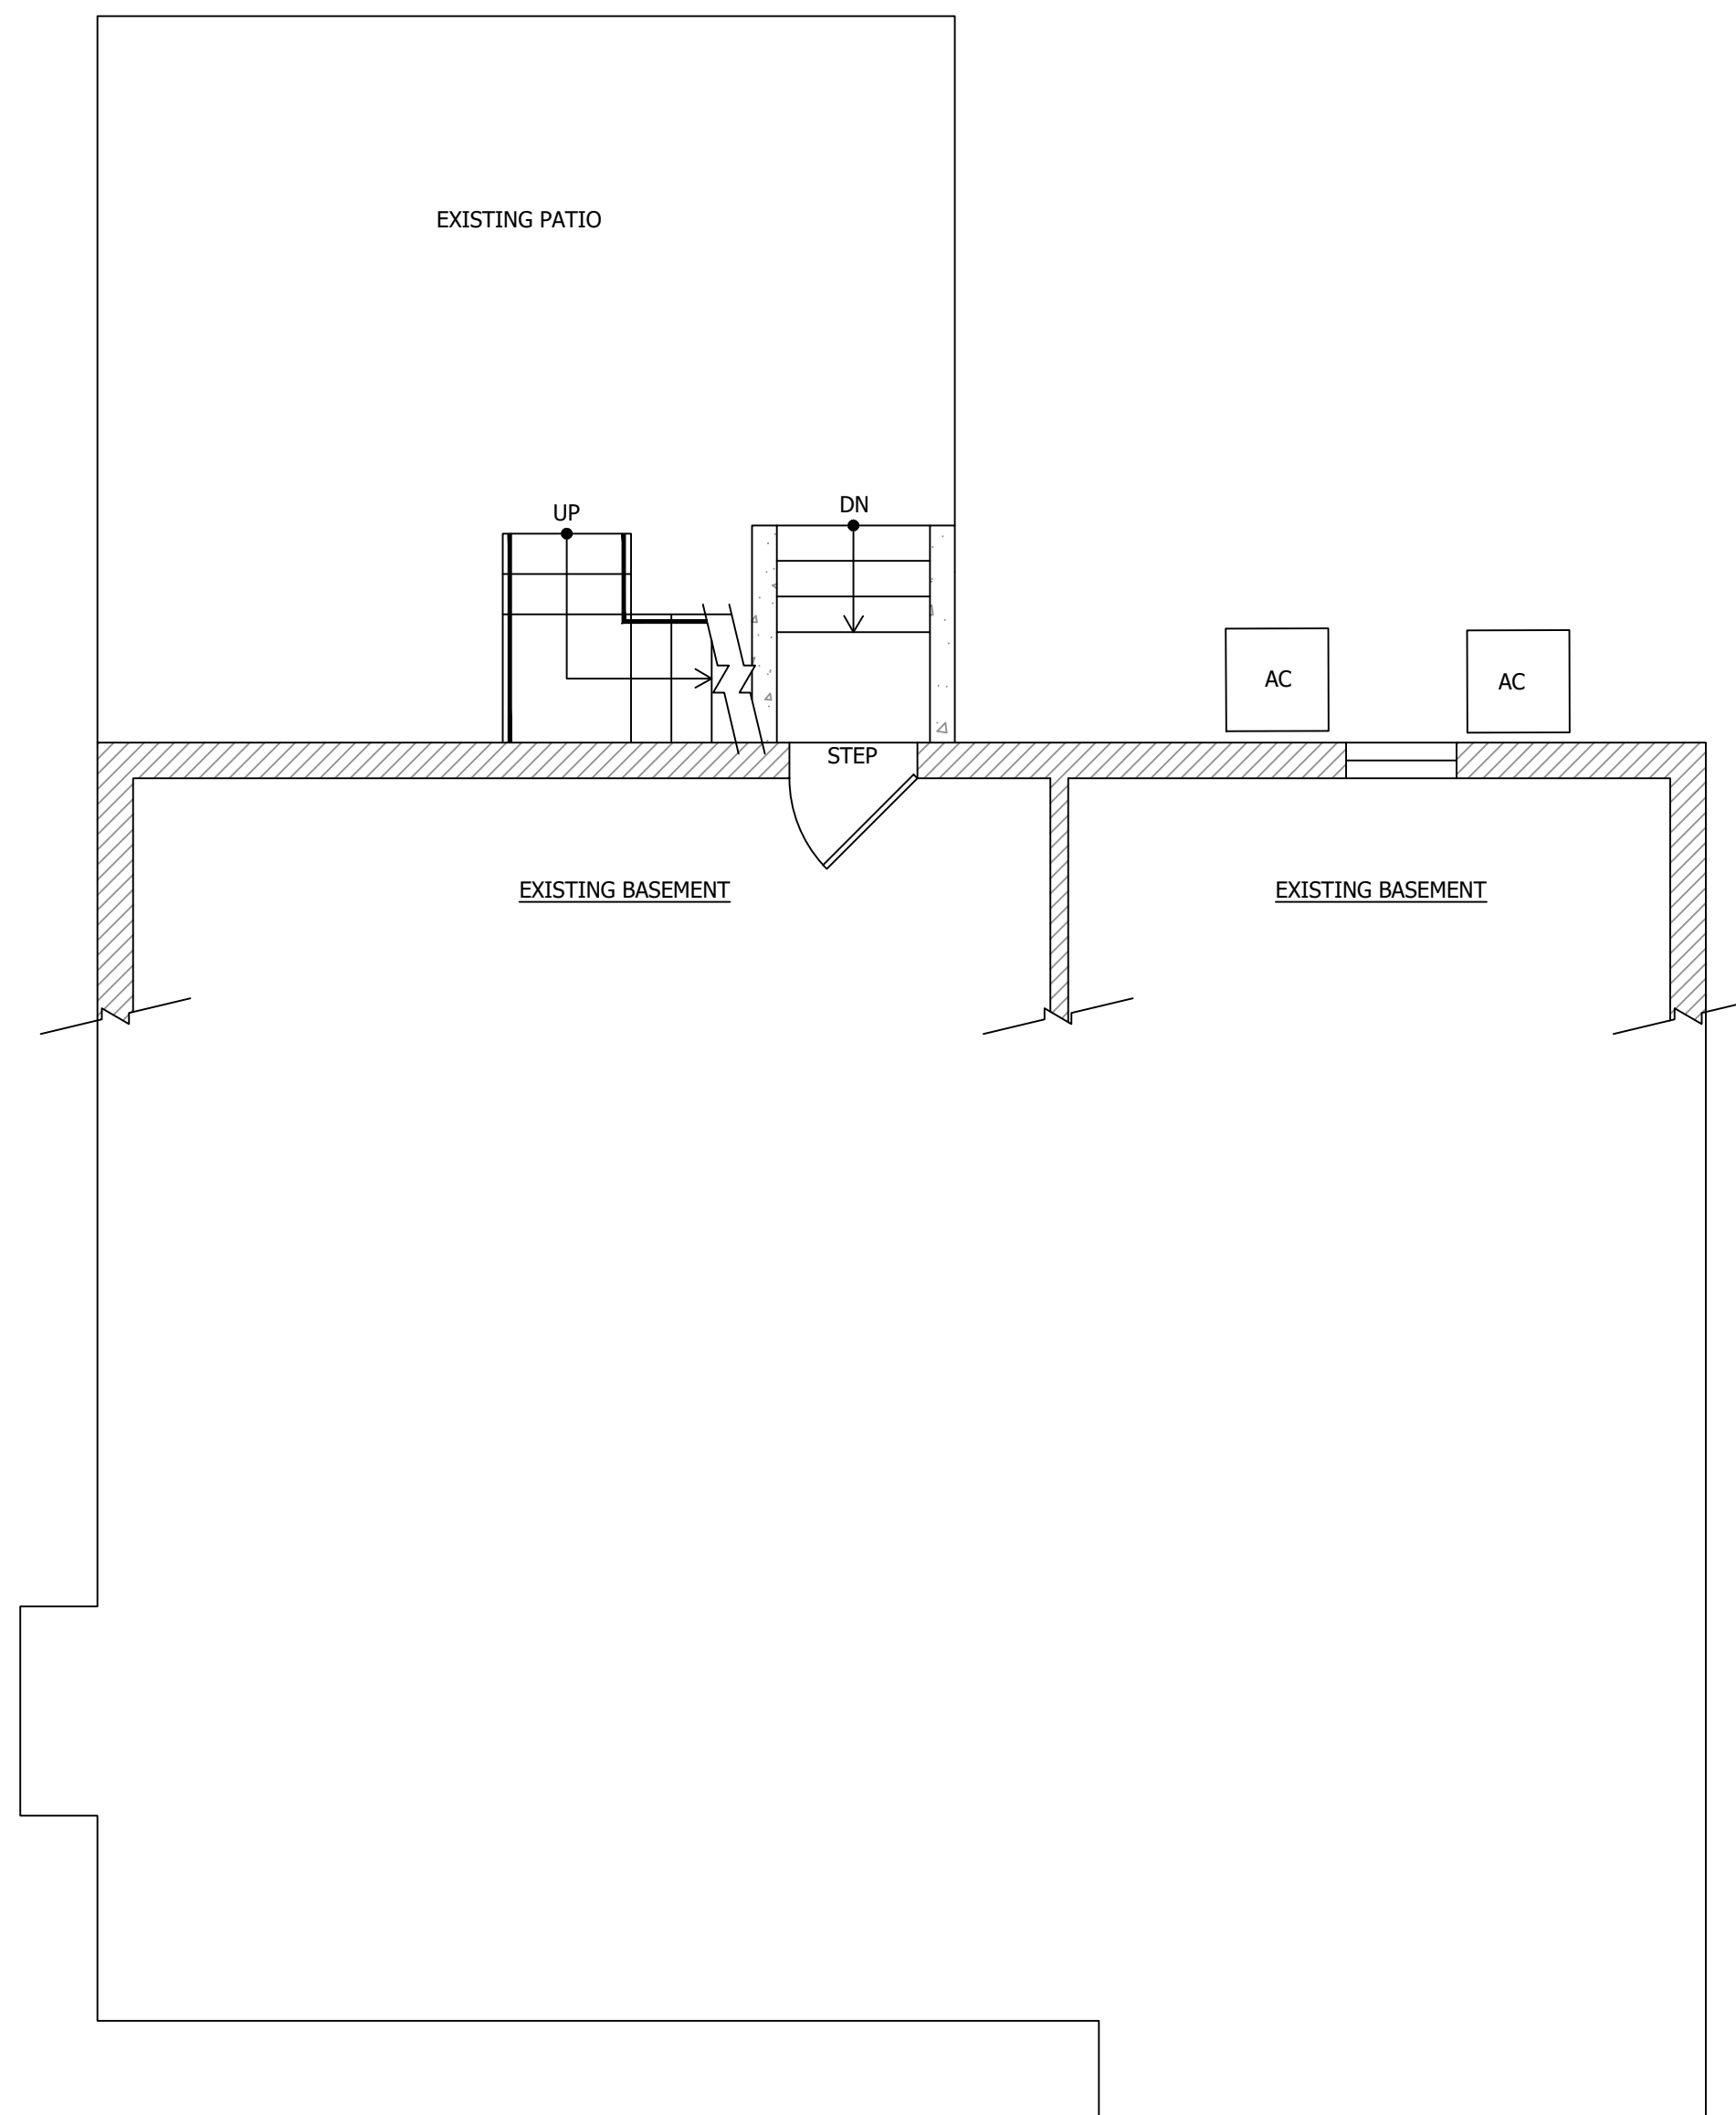 EXISTING PATIO
UP
DN
AC
AC
STEP
EXISTING BASEMENT
EXISTING BASEMENT